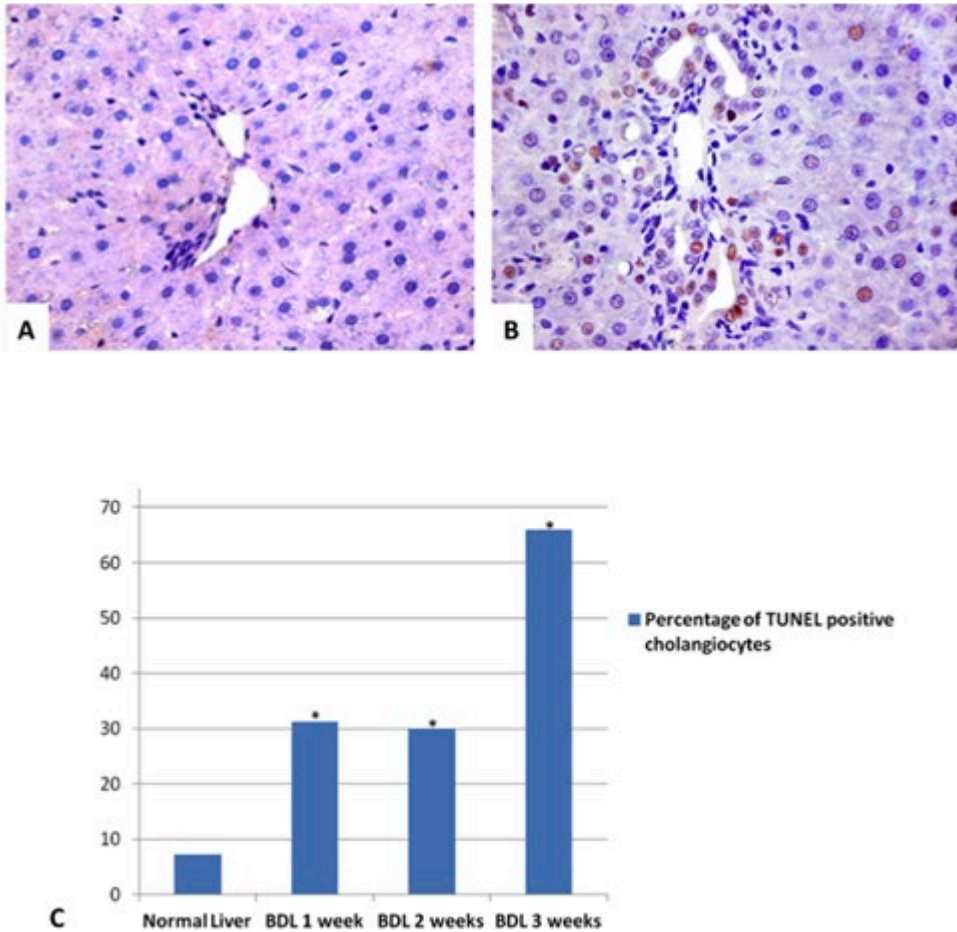 A
B
70
60
50
40
30
20
10
0
*
*
*
Normal Liver
BDL 1 week
BDL 2 weeks
BDL 3 weeks
Percentage of TUNEL positive
cholangiocytes
C